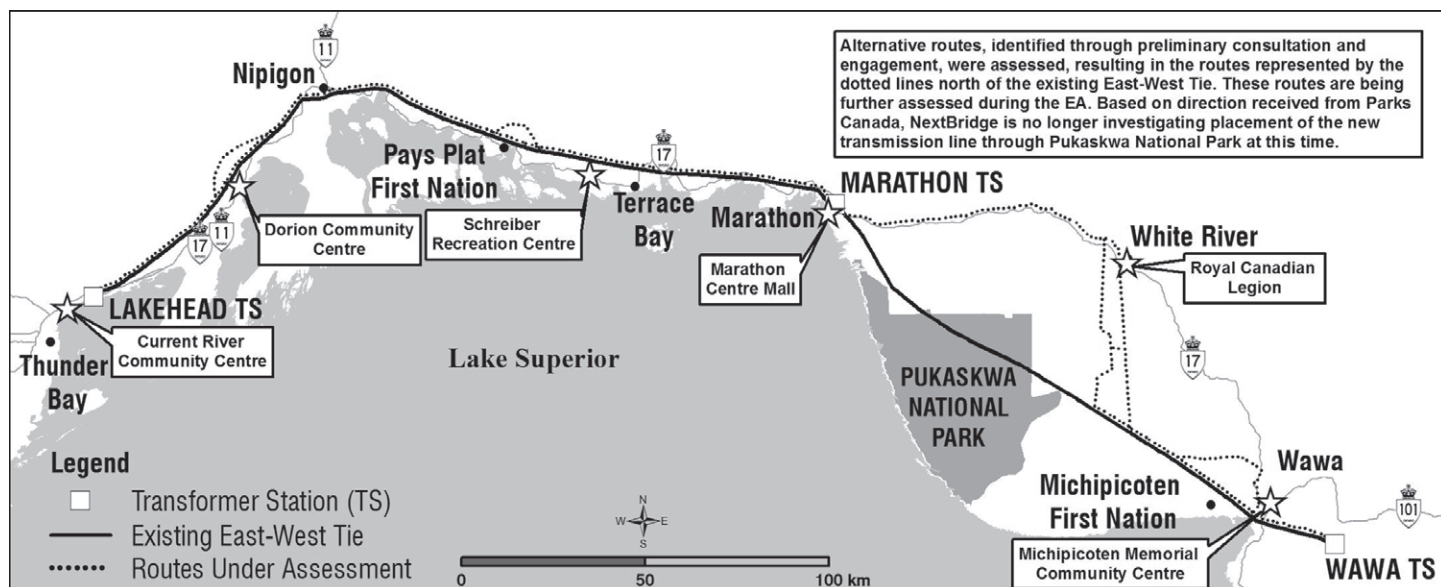 11
Nipigon
Alternative routes, identified through preliminary consultation and
engagement, were assessed, resulting in the routes represented by the
dotted lines north of the existing East-West Tie. These routes are being
further assessed during the EA. Based on direction received from Parks
Canada, NextBridge is no longer investigating placement of the new
transmission line through Pukaskwa National Park at this time.
Pays Plat
First Nation
17
MARATHON TS
Terrace
Bay
Marathon
Dorion Community
Centre
Schreiber
Recreation Centre
17
11
White River
Marathon
Centre Mall
Royal Canadian
Legion
LAKEHEAD TS
Current River
Community Centre
Thunder
Bay
Lake Superior
17
PUKASKWA
NATIONAL
PARK
Legend
Transformer Station (TS)
Existing East-West Tie
Routes Under Assessment
N
W
E
S
0
50
100 km
Michipicoten
First Nation
Wawa
101
Michipicoten Memorial
Community Centre
WAWA TS